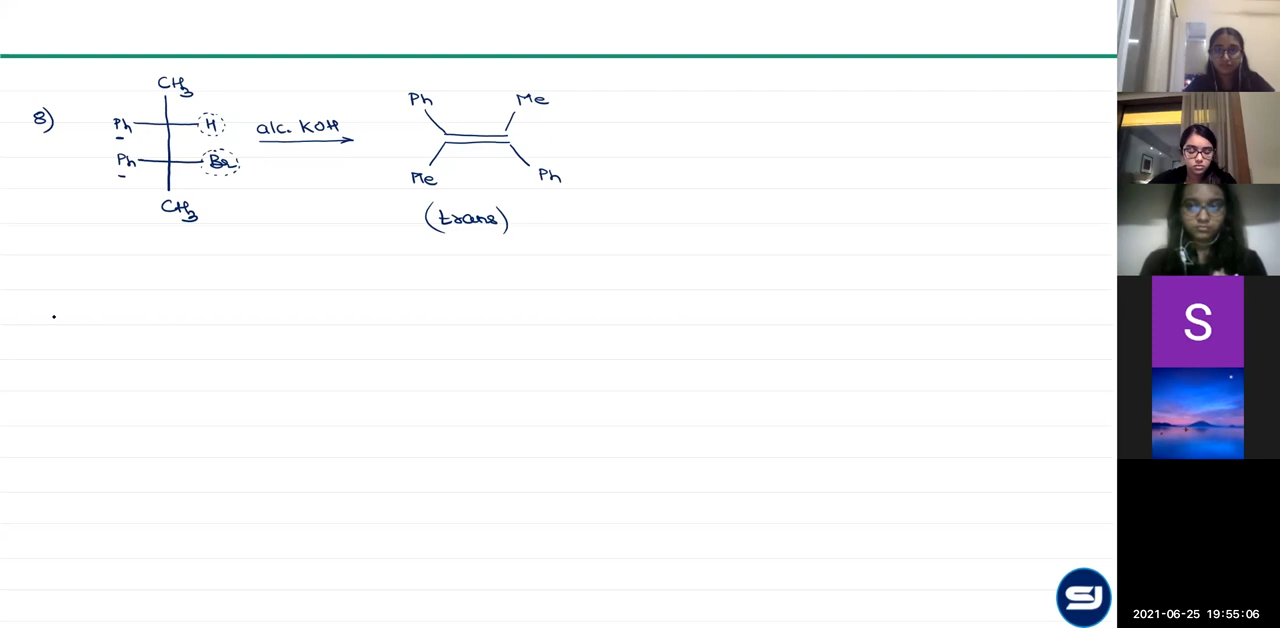 8)
CH3
Ph H
Ph Br
CH3
alc. KOH
Ph Me
Me Ph
(trans)
S
SJ
2021-06-25 19:55:06